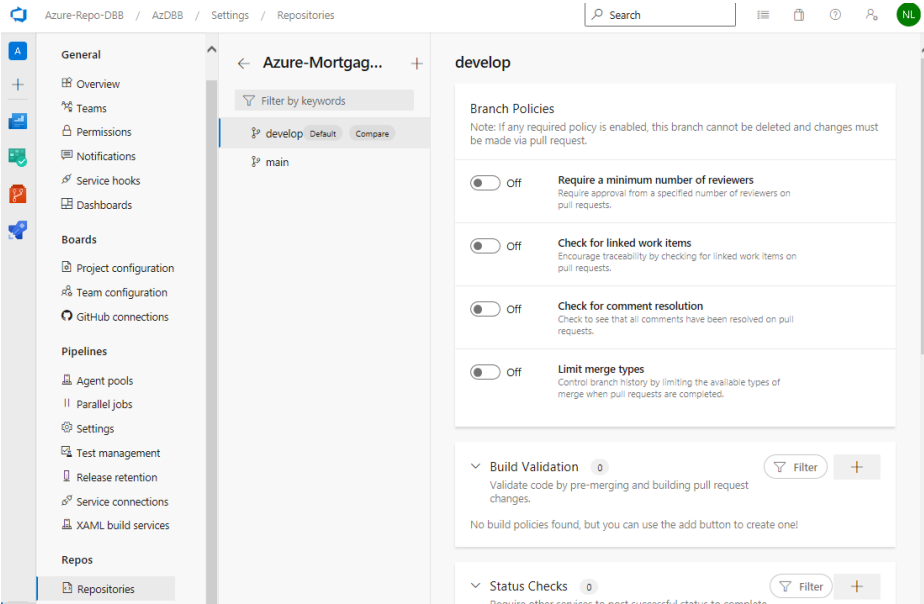 Azure-Repo-DBB / AzDBB / Settings / Repositories
Search
NL
A
General
Overview
Teams
Permissions
Notifications
Service hooks
Dashboards
Boards
Project configuration
Team configuration
GitHub connections
Pipelines
Agent pools
Parallel jobs
Settings
Test management
Release retention
Service connections
XAML build services
Repos
Repositories
Azure-Mortgag...
Filter by keywords
develop Default Compare
main
develop
Branch Policies
Note: If any required policy is enabled, this branch cannot be deleted and changes must
be made via pull request.
Off
Require a minimum number of reviewers
Require approval from a specified number of reviewers on
pull requests.
Off
Check for linked work items
Encourage traceability by checking for linked work items on
pull requests.
Off
Check for comment resolution
Check to see that all comments have been resolved on pull
requests.
Off
Limit merge types
Control branch history by limiting the available types of
merge when pull requests are completed.
Build Validation 0
Filter
Validate code by pre-merging and building pull request
changes.
No build policies found, but you can use the add button to create one!
Status Checks 0
Filter
Require other services to post successful status to complete